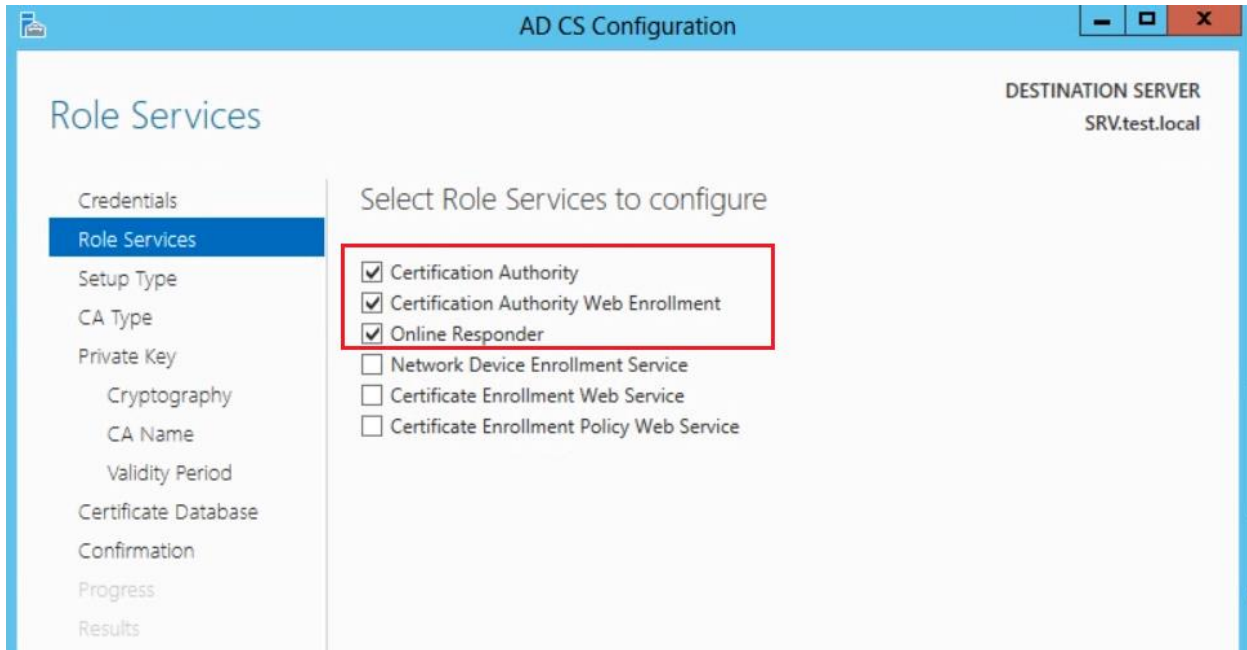 AD CS Configuration
Role Services
DESTINATION SERVER
SRV.test.local
Credentials
Role Services
Setup Type
CA Type
Private Key
Cryptography
CA Name
Validity Period
Certificate Database
Confirmation
Progress
Results
Select Role Services to configure
Certification Authority
Certification Authority Web Enrollment
Online Responder
Network Device Enrollment Service
Certificate Enrollment Web Service
Certificate Enrollment Policy Web Service